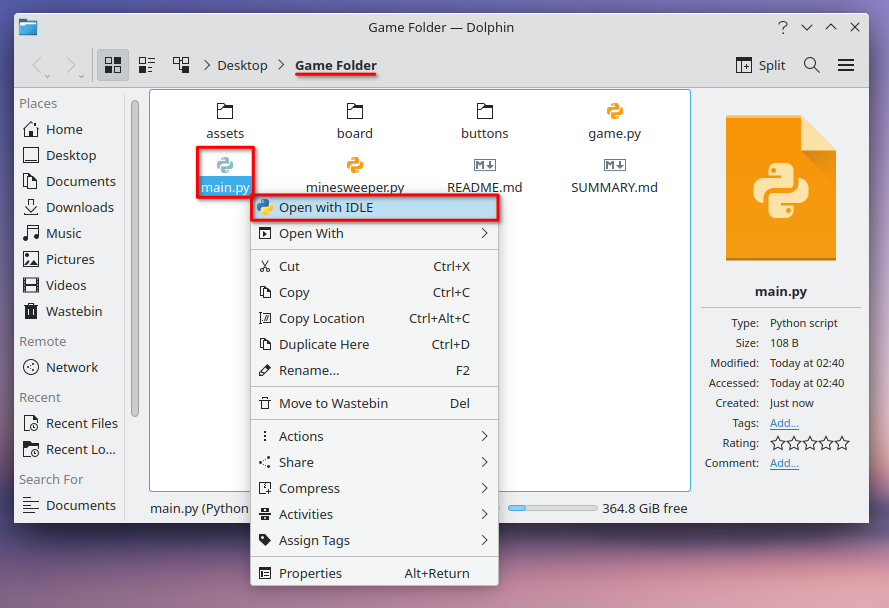 Game Folder — Dolphin
Desktop
Game Folder
Split
Places
Home
Desktop
Documents
Downloads
Music
Pictures
Videos
Wastebin
Remote
Network
Recent
Recent Files
Recent Lo...
Search For
Documents
assets
board
buttons
game.py
main.py
minesweeper.py
README.md
SUMMARY.md
Open with IDLE
Open With
Cut Ctrl+X
Copy Ctrl+C
Copy Location Ctrl+Alt+C
Duplicate Here Ctrl+D
Rename... F2
Move to Wastebin Del
Actions
Share
Compress
Activities
Assign Tags
Properties Alt+Return
main.py (Python
364.8 GiB free
main.py
Type: Python script
Size: 108 B
Modified: Today at 02:40
Accessed: Today at 02:40
Created: Just now
Tags: Add...
Rating:
Comment: Add...